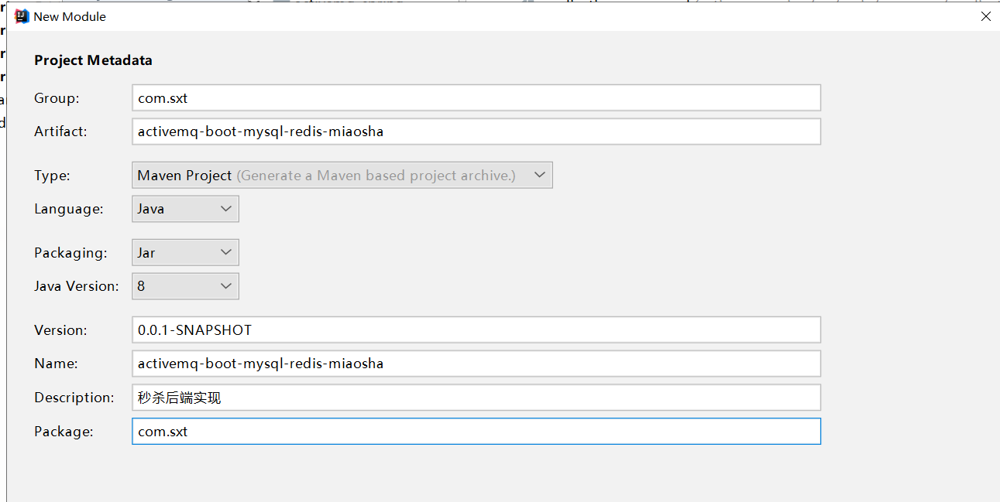 New Module
Project Metadata
Group: com.sxt
Artifact: activemq-boot-mysql-redis-miaosha
Type: Maven Project (Generate a Maven based project archive.)
Language: Java
Packaging: Jar
Java Version: 8
Version: 0.0.1-SNAPSHOT
Name: activemq-boot-mysql-redis-miaosha
Description: 秒杀后端实现
Package: com.sxt